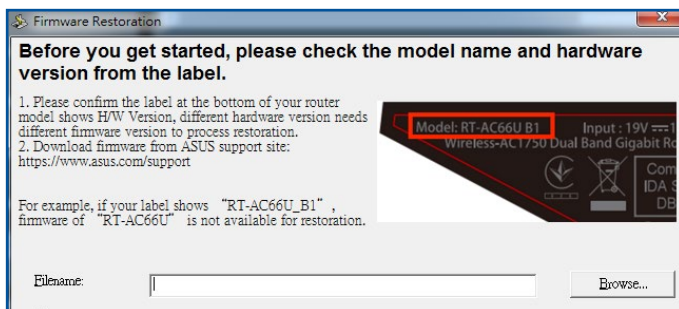 Firmware Restoration
Before you get started, please check the model name and hardware
version from the label.
1. Please confirm the label at the bottom of your router
model shows H/W Version, different hardware version needs
different firmware version to process restoration.
2. Download firmware from ASUS support site:
https://www.asus.com/support
For example, if your label shows “RT-AC66U_B1”,
firmware of “RT-AC66U” is not available for restoration.
Model: RT-AC66U B1 Input : 19V
Wireless-AC1750 Dual Band Gigabit
Com
IDA
DB
Filename:
Browse...